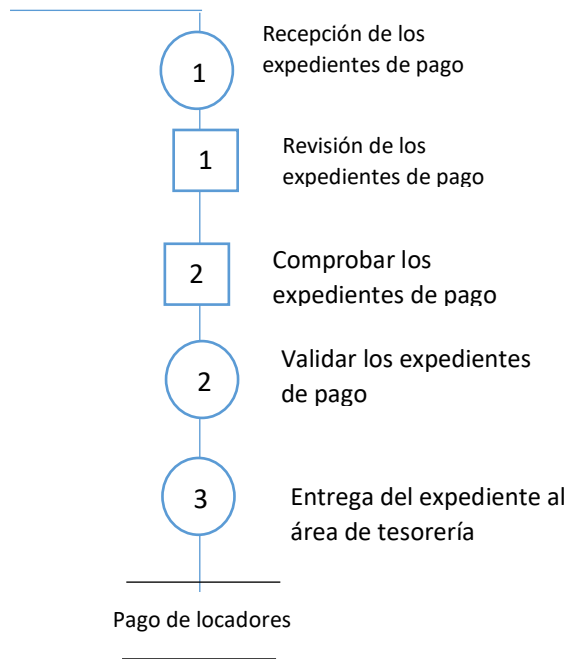 1
Recepción de los
expedientes de pago
1
Revisión de los
expedientes de pago
2
Comprobar los
expedientes de pago
2
Validar los expedientes
de pago
3
Entrega del expediente al
área de tesorería
Pago de locadores